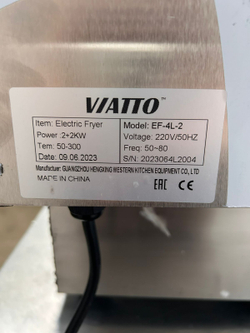 VIATTO
Item: Electric Fryer Model: EF-4L-2
Power :2+2KW Voltage: 220V/50HZ
Tem: 50-300 Freq: 50~80
Date: 09.06.2023 S/N: 2023064L2004
Manufacturer: GUANGZHOU HENGXING WESTERN KITCHEN EQUIPMENT CO., LTD
MADE IN CHINA EAC CE